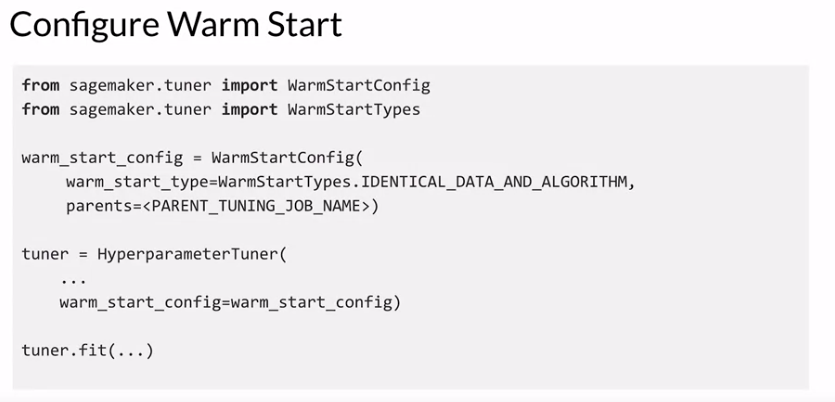 Configure Warm Start
from sagemaker.tuner import WarmStartConfig
from sagemaker.tuner import WarmStartTypes
warm_start_config = WarmStartConfig(
warm_start_type=WarmStartTypes.IDENTICAL_DATA_AND_ALGORITHM,
parents=<PARENT_TUNING_JOB_NAME>)
tuner = HyperparameterTuner(
...
warm_start_config=warm_start_config)
tuner.fit(...)